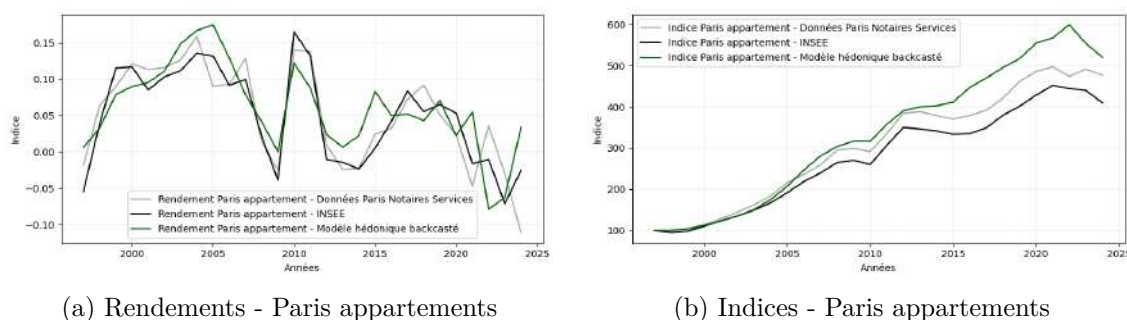 0.15
0.10
0.05
0.00
−0.05
−0.10
Indice
Rendement Paris appartement - Données Paris Notaires Services
Rendement Paris appartement - INSEE
Rendement Paris appartement - Modèle hédonique backcasté
2000 2005 2010 2015 2020 2025
Années
(a) Rendements - Paris appartements
600
500
400
300
200
100
Indice
Indice Paris appartement - Données Paris Notaires Services
Indice Paris appartement - INSEE
Indice Paris appartement - Modèle hédonique backcasté
2000 2005 2010 2015 2020 2025
Années
(b) Indices - Paris appartements